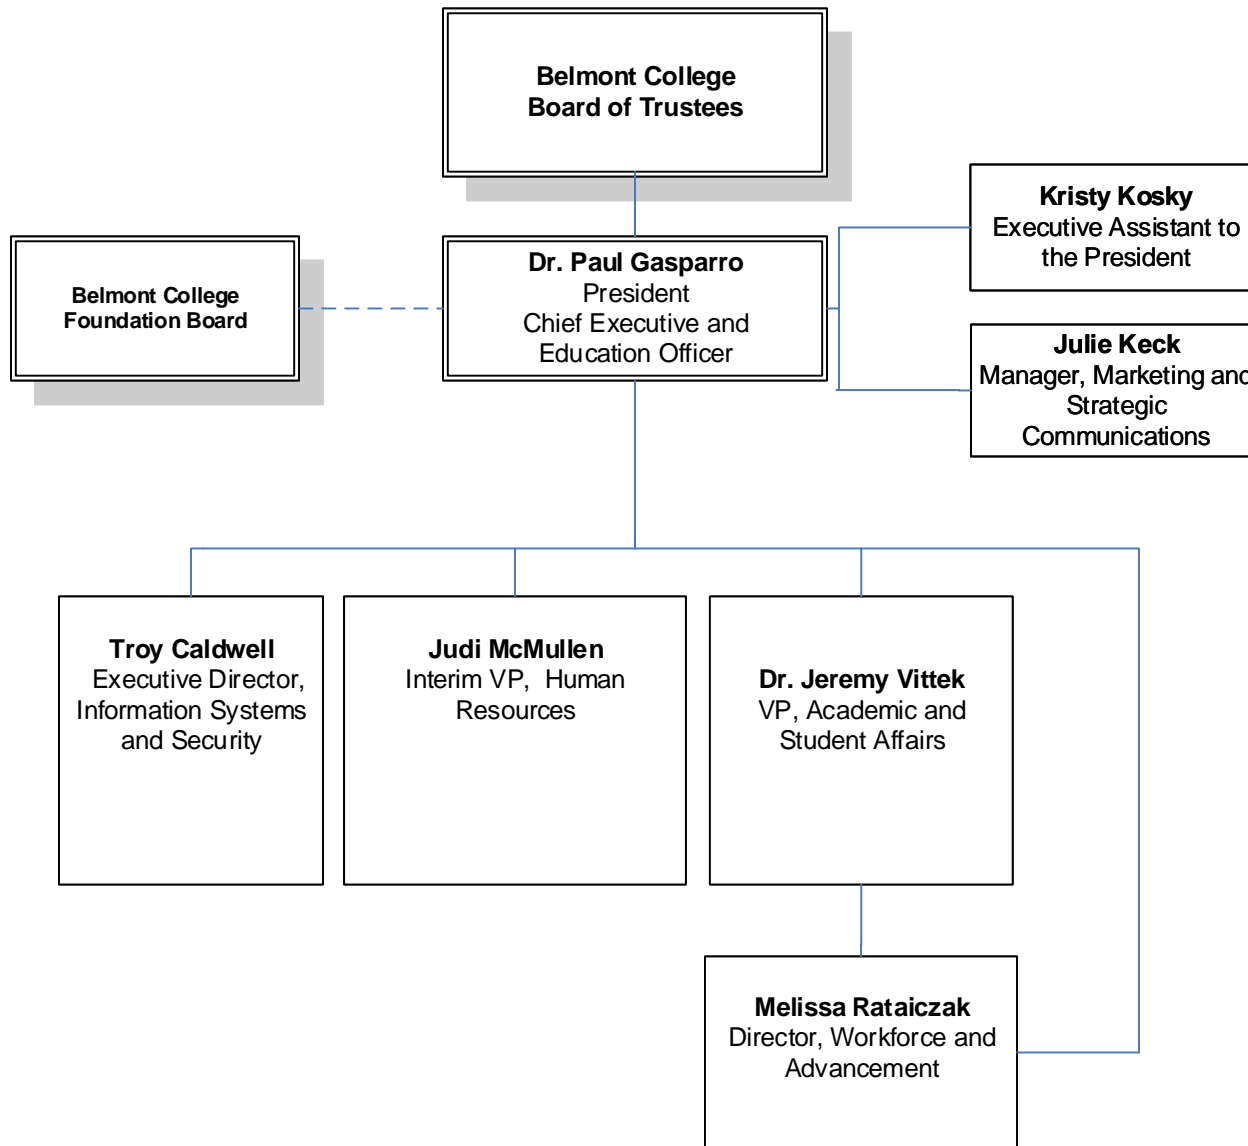 Belmont College
Board of Trustees
Kristy Kosky
Executive Assistant to
the President
Belmont College
Foundation Board
Dr. Paul Gasparro
President
Chief Executive and
Education Officer
Julie Keck
Manager, Marketing and
Strategic
Communications
Troy Caldwell
Executive Director,
Information Systems
and Security
Judi McMullen
Interim VP,  Human
Resources
Dr. Jeremy Vittek
VP, Academic and
Student Affairs
Melissa Rataiczak
Director, Workforce and
Advancement